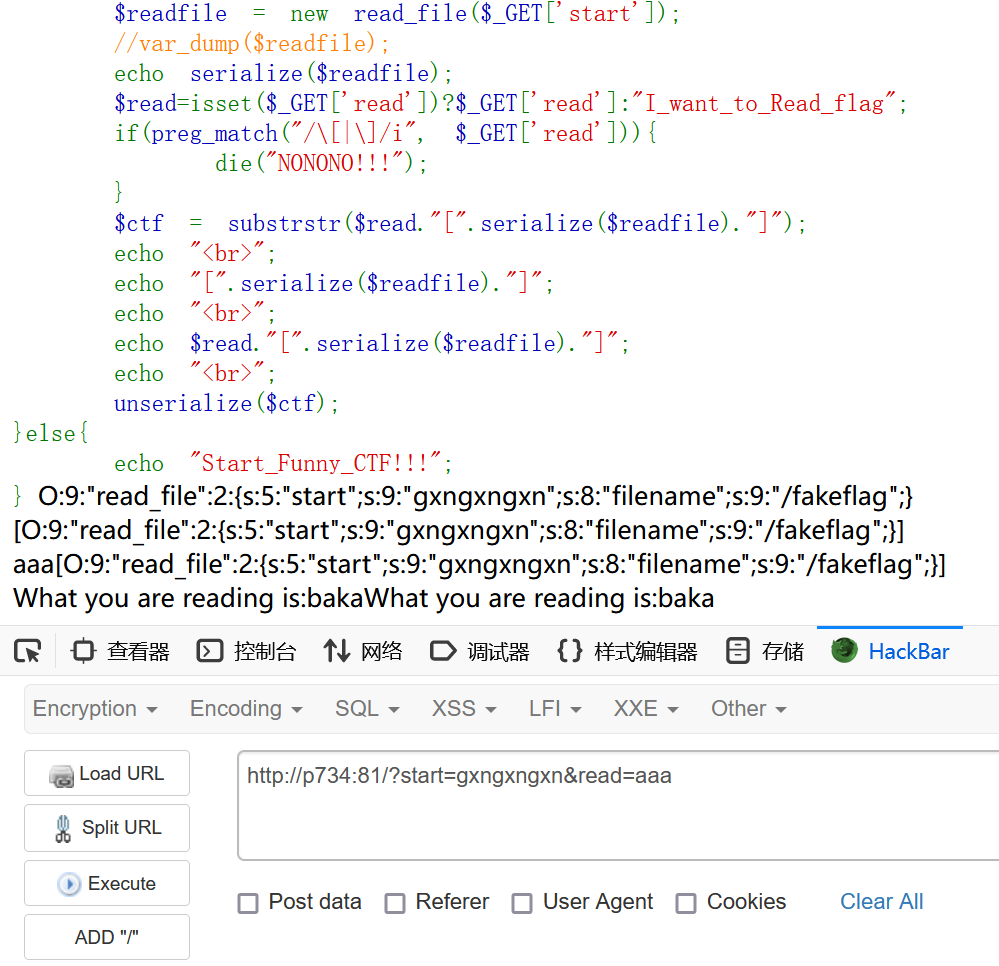 $readfile = new read_file($_GET['start']);
//var_dump($readfile);
echo serialize($readfile);
$read=isset($_GET['read'])?$_GET['read']:"I_want_to_Read_flag";
if(preg_match("/\[|\]/i", $_GET['read'])){
die("NONONO!!!");
}
$ctf = substrstr($read."[".serialize($readfile)."]");
echo "<br>";
echo "[".serialize($readfile)."]";
echo "<br>";
echo $read."[".serialize($readfile)."]";
echo "<br>";
unserialize($ctf);
}else{
echo "Start_Funny_CTF!!!";
} O:9:"read_file":2:{s:5:"start";s:9:"gxngxngxn";s:8:"filename";s:9:"/fakeflag";}
[O:9:"read_file":2:{s:5:"start";s:9:"gxngxngxn";s:8:"filename";s:9:"/fakeflag";}]
aaa[O:9:"read_file":2:{s:5:"start";s:9:"gxngxngxn";s:8:"filename";s:9:"/fakeflag";}]
What you are reading is:bakaWhat you are reading is:baka
查看器 控制台 网络 调试器 样式编辑器 存储 HackBar
Encryption Encoding SQL XSS LFI XXE Other
Load URL
http://p734:81/?start=gxngxngxn&read=aaa
Split URL
Execute
Post data Referer User Agent Cookies Clear All
ADD "/"